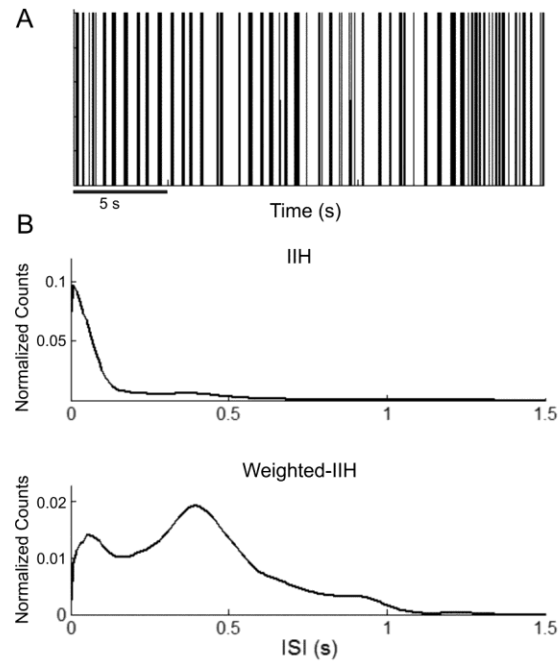 A
5 s
Time (s)
B
IIH
Normalized Counts
0.1
0.05
0 0.5 1 1.5
Weighted-IIH
Normalized Counts
0.02
0.01
0
0 0.5 1 1.5
ISI (s)